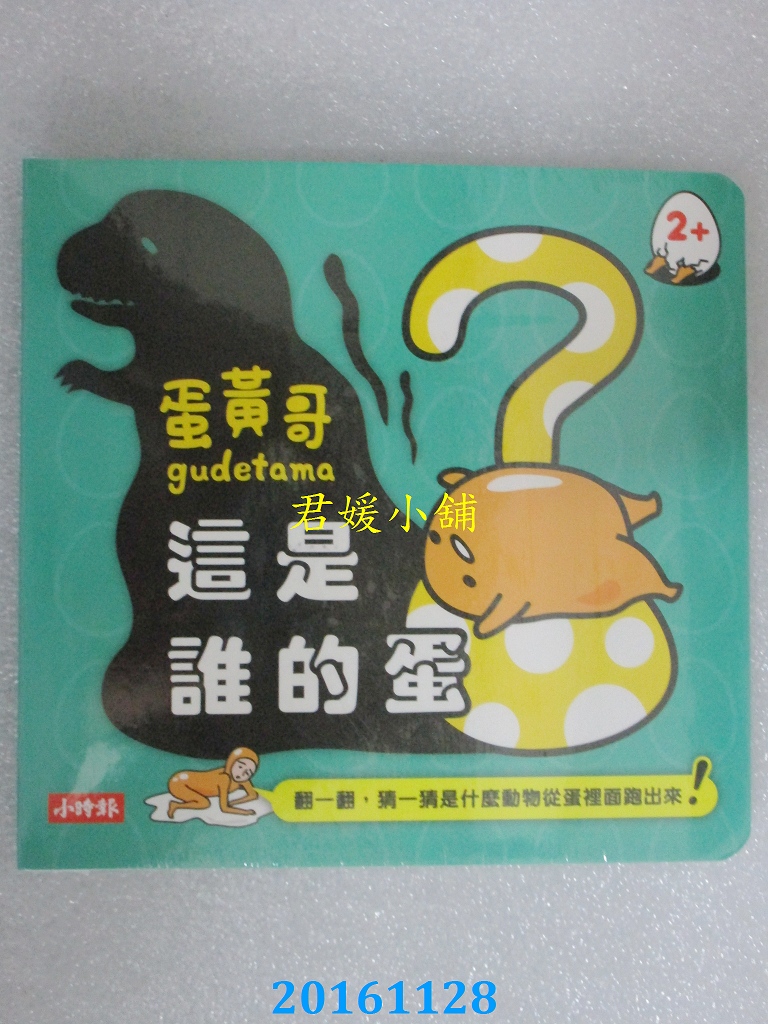 2+
蛋黃哥
gudetama
君媛小舖
這是
誰的蛋
小時報
翻一翻，猜一猜是什麼動物從蛋裡面跑出來！
20161128